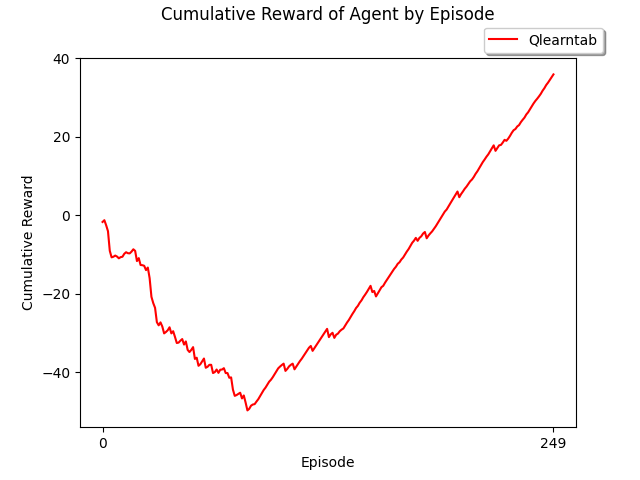 Cumulative Reward of Agent by Episode
Qlearntab
40
20
0
−20
−40
Cumulative Reward
0 249
Episode